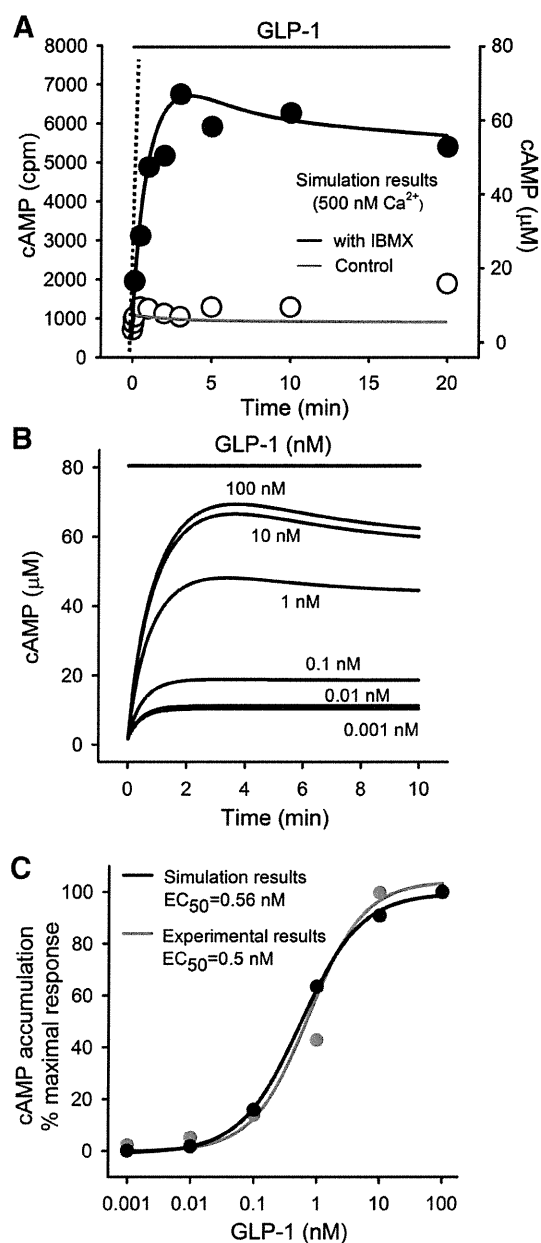 A
GLP-1
8000
7000
6000
5000
4000
3000
2000
1000
0
cAMP (cpm)
80
60
40
20
0
cAMP (μM)
Simulation results
(500 nM Ca2+)
with IBMX
Control
0 5 10 15 20
Time (min)
B
GLP-1 (nM)
80
60
40
20
0
cAMP (μM)
100 nM
10 nM
1 nM
0.1 nM
0.01 nM
0.001 nM
0 2 4 6 8 10
Time (min)
C
Simulation results
EC50=0.56 nM
Experimental results
EC50=0.5 nM
100
80
60
40
20
0
cAMP accumulation
% maximal response
0.001 0.01 0.1 1 10 100
GLP-1 (nM)